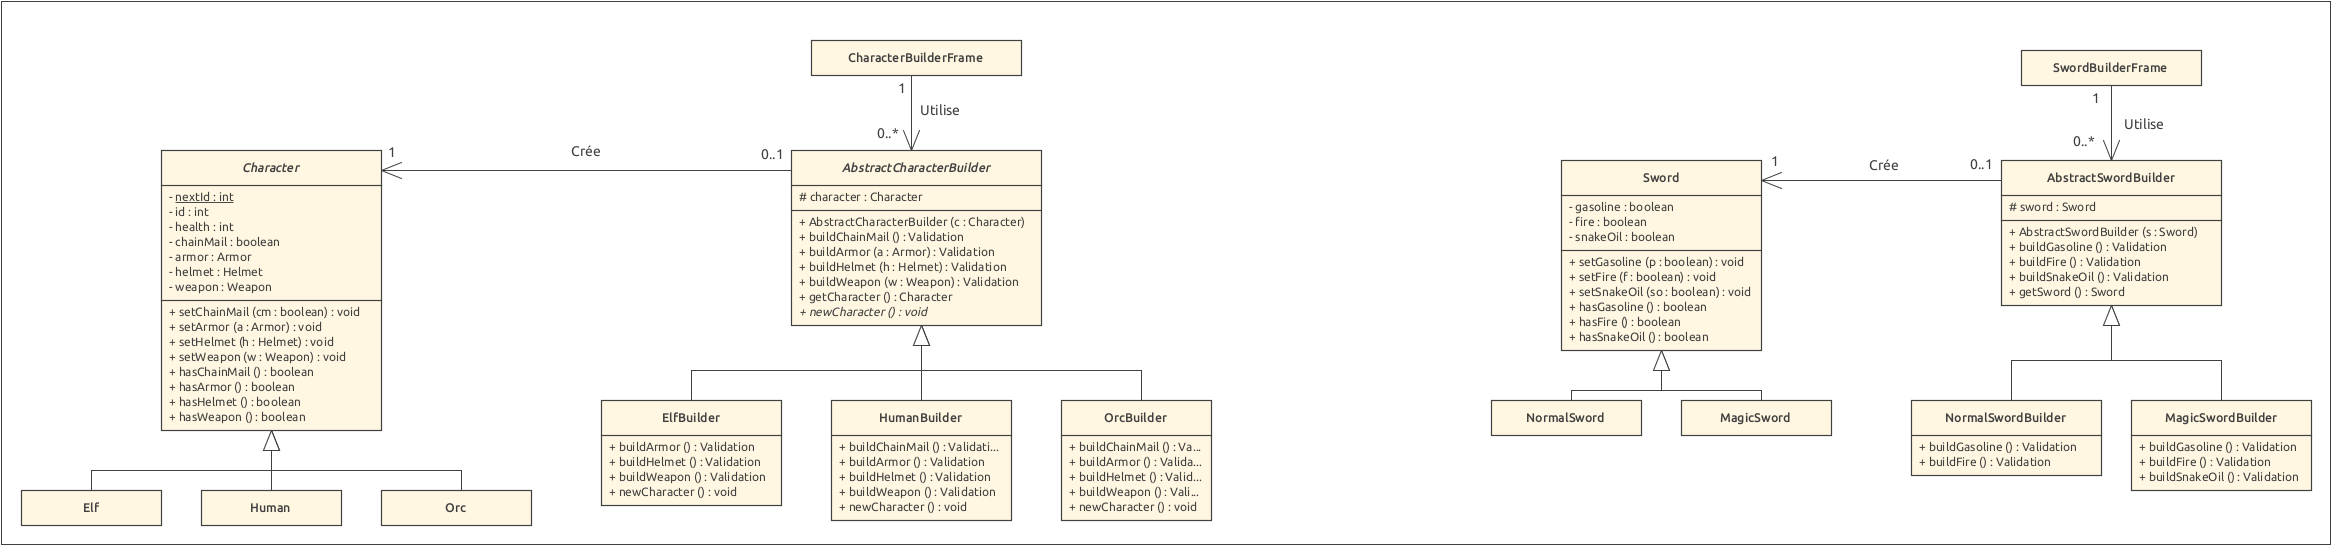 CharacterBuilderFrame
1
Utilise
0..*
Character
- nextId : int
- id : int
- health : int
- chainMail : boolean
- armor : Armor
- helmet : Helmet
- weapon : Weapon
+ setChainMail (cm : boolean) : void
+ setArmor (a : Armor) : void
+ setHelmet (h : Helmet) : void
+ setWeapon (w : Weapon) : void
+ hasChainMail () : boolean
+ hasArmor () : boolean
+ hasHelmet () : boolean
+ hasWeapon () : boolean
1
Crée
0..1
AbstractCharacterBuilder
# character : Character
+ AbstractCharacterBuilder (c : Character)
+ buildChainMail () : Validation
+ buildArmor (a : Armor) : Validation
+ buildHelmet (h : Helmet) : Validation
+ buildWeapon (w : Weapon) : Validation
+ getCharacter () : Character
+ newCharacter () : void
Elf
Human
Orc
ElfBuilder
+ buildArmor () : Validation
+ buildHelmet () : Validation
+ buildWeapon () : Validation
+ newCharacter () : void
HumanBuilder
+ buildChainMail () : Validati...
+ buildArmor () : Validation
+ buildHelmet () : Validation
+ buildWeapon () : Validation
+ newCharacter () : void
OrcBuilder
+ buildChainMail () : Va...
+ buildArmor () : Valida...
+ buildHelmet () : Valid...
+ buildWeapon () : Vali...
+ newCharacter () : void
SwordBuilderFrame
1
Utilise
0..*
Sword
- gasoline : boolean
- fire : boolean
- snakeOil : boolean
+ setGasoline (p : boolean) : void
+ setFire (f : boolean) : void
+ setSnakeOil (so : boolean) : void
+ hasGasoline () : boolean
+ hasFire () : boolean
+ hasSnakeOil () : boolean
1
Crée
0..1
AbstractSwordBuilder
# sword : Sword
+ AbstractSwordBuilder (s : Sword)
+ buildGasoline () : Validation
+ buildFire () : Validation
+ buildSnakeOil () : Validation
+ getSword () : Sword
NormalSword
MagicSword
NormalSwordBuilder
+ buildGasoline () : Validation
+ buildFire () : Validation
MagicSwordBuilder
+ buildGasoline () : Validation
+ buildFire () : Validation
+ buildSnakeOil () : Validation